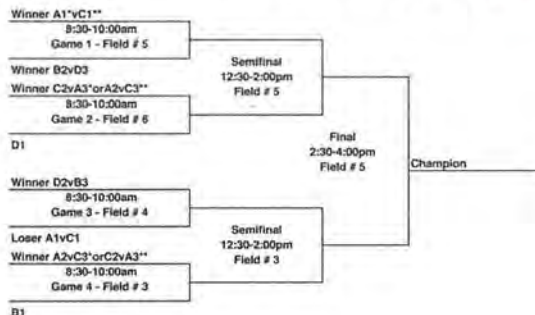 Winner A1*vC1**
8:30-10:00am
Game 1 - Field # 5
Winner B2vD3
Winner C2vA3*orA2vC3**
8:30-10:00am
Game 2 - Field # 6
D1
Semifinal
12:30-2:00pm
Field # 5
Final
2:30-4:00pm
Field # 5
Champion
Winner D2vB3
8:30-10:00am
Game 3 - Field # 4
Loser A1vC1
Winner A2vC3*orC2vA3**
8:30-10:00am
Game 4 - Field # 3
B1
Semifinal
12:30-2:00pm
Field # 3